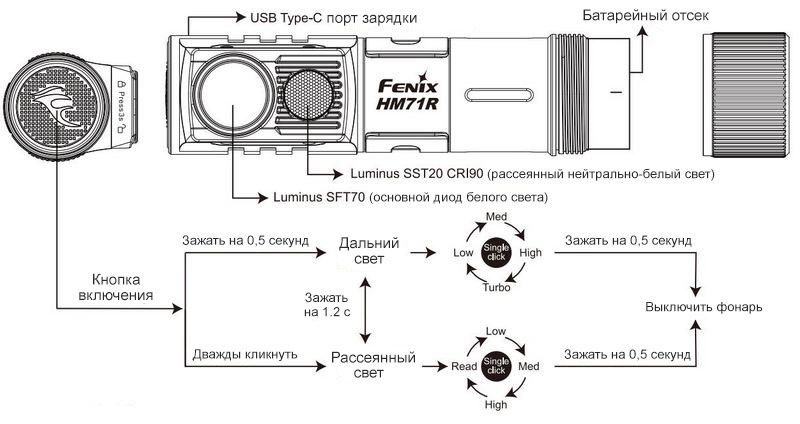 USB Type-C порт зарядки
Батарейный отсек
Press3s
FENIX
HM71R
Luminus SST20 CRI90 (рассеянный нейтрально-белый свет)
Luminus SFT70 (основной диод белого света)
Кнопка
включения
Зажать на 0,5 секунд
Дальний
свет
Med
Low
Single
click
High
Turbo
Зажать на 0,5 секунд
Зажать
на 1.2 с
Выключить фонарь
Дважды кликнуть
Рассеянный
свет
Low
Read
Single
click
Med
High
Зажать на 0,5 секунд